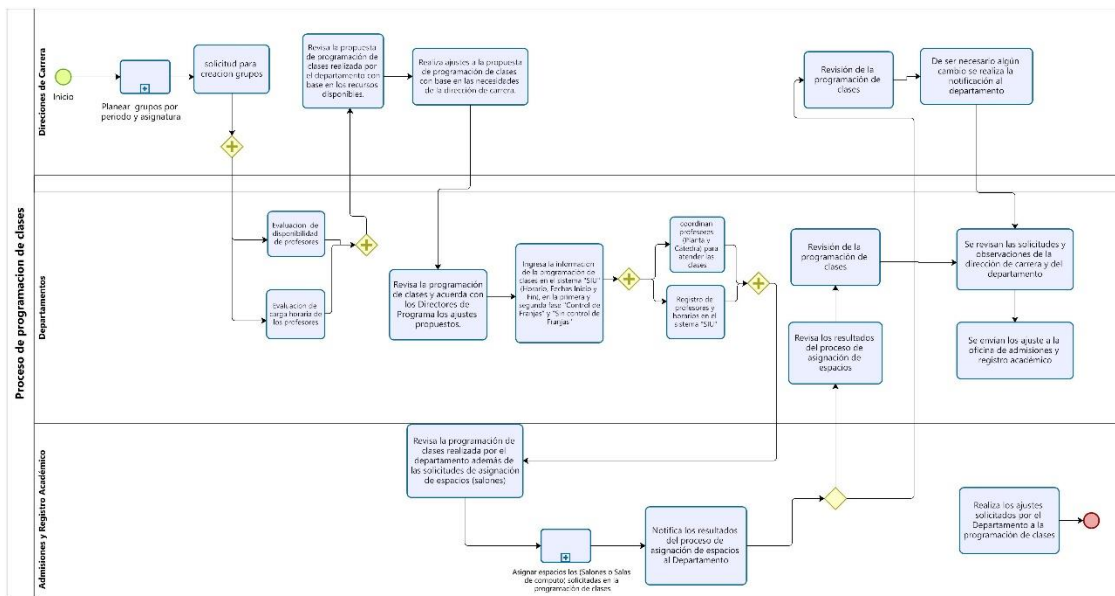 Proceso de programacion de clases
Direciones de Carrera
Inicia
Planear grupos por
periodo y asignatura
solicitud para
creacion grupos
Revisa la propuesta
de programación de
clases realizada por
el departamento con
base en los recursos
disponibles.
Realiza ajustes a la propuesta
de programación de clases
con base en las necesidades
de la dirección de carrera.
Revisión de la
programación de
clases
De ser necesario algún
cambio se realiza la
notificación al
departamento
Departamentos
Evaluacion de
disponibilidad
de profesores
Evaluacion de
carga horaria de
los profesores
Revisa la programación
de clases y acuerda con
los Directores de
Programa los ajustes
propuestos.
Ingresa la información
de la programación de
clases en el sistema "SIU"
(Horario, Fechas Inicio y
Fin), en la primera y
segunda fase "Control de
Franjas" y "Sin control de
Franjas"
coordinan
profesores
(Planta y
Catedra) para
atender las
clases
Registro de
profesores y
horarios en el
sistema "SIU"
Revisión de la
programación de
clases
Revisa los resultados
del proceso de
asignación de
espacios
Se revisan las solicitudes y
observaciones de la
dirección de carrera y del
departamento
Se envían los ajuste a la
oficina de admisiones y
registro académico
Admisiones y Registro Académico
Revisa la programación de
clases realizada por el
departamento además de
las solicitudes de asignación
de espacios (salones)
Asignar espacios los (Salones o Salas
de computo) solicitadas en la
programación de clases
Notifica los resultados
del proceso de
asignación de espacios
al Departamento
Realiza los ajustes
solicitados por el
Departamento a la
programación de clases